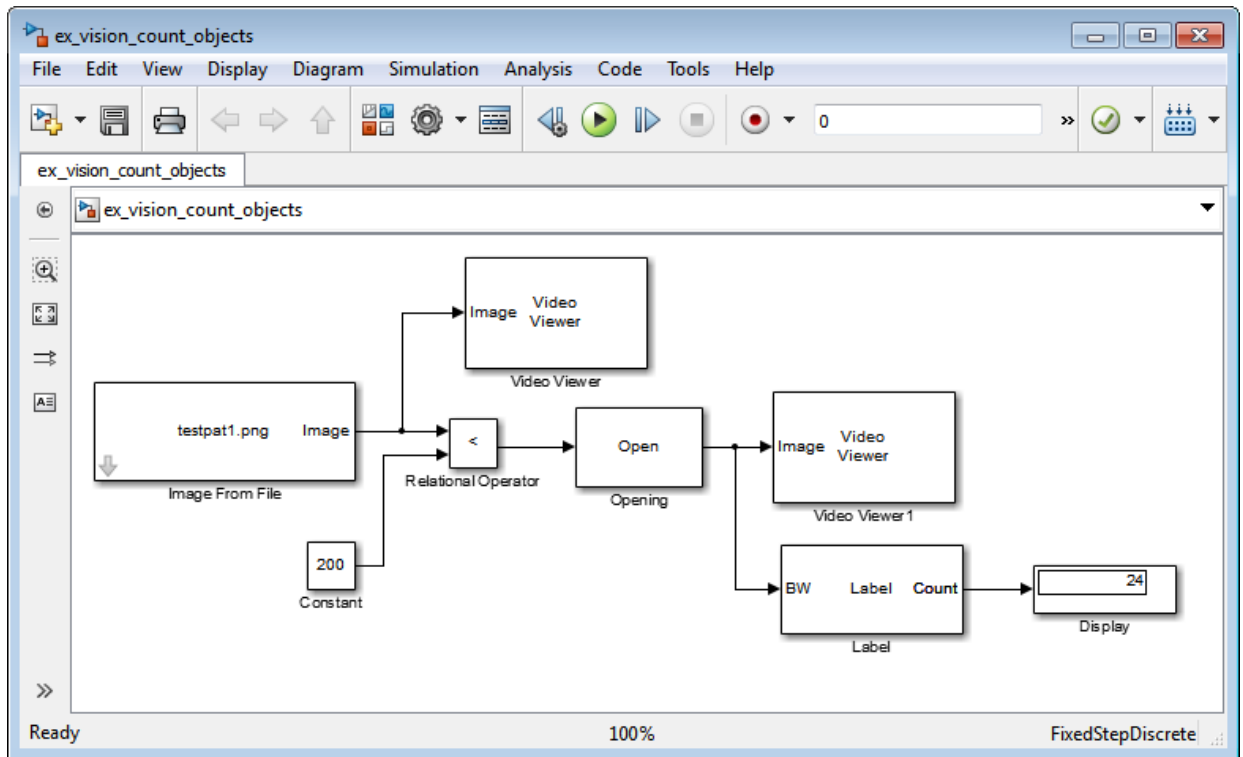 ex_vision_count_objects
File Edit View Display Diagram Simulation Analysis Code Tools Help
0
ex_vision_count_objects
ex_vision_count_objects
Image Video
Viewer
Video Viewer
testpat1.png Image
Image From File
<
Relational Operator
Open
Opening
Image Video
Viewer
Video Viewer1
200
Constant
BW Label Count
Label
24
Display
Ready 100% FixedStepDiscrete